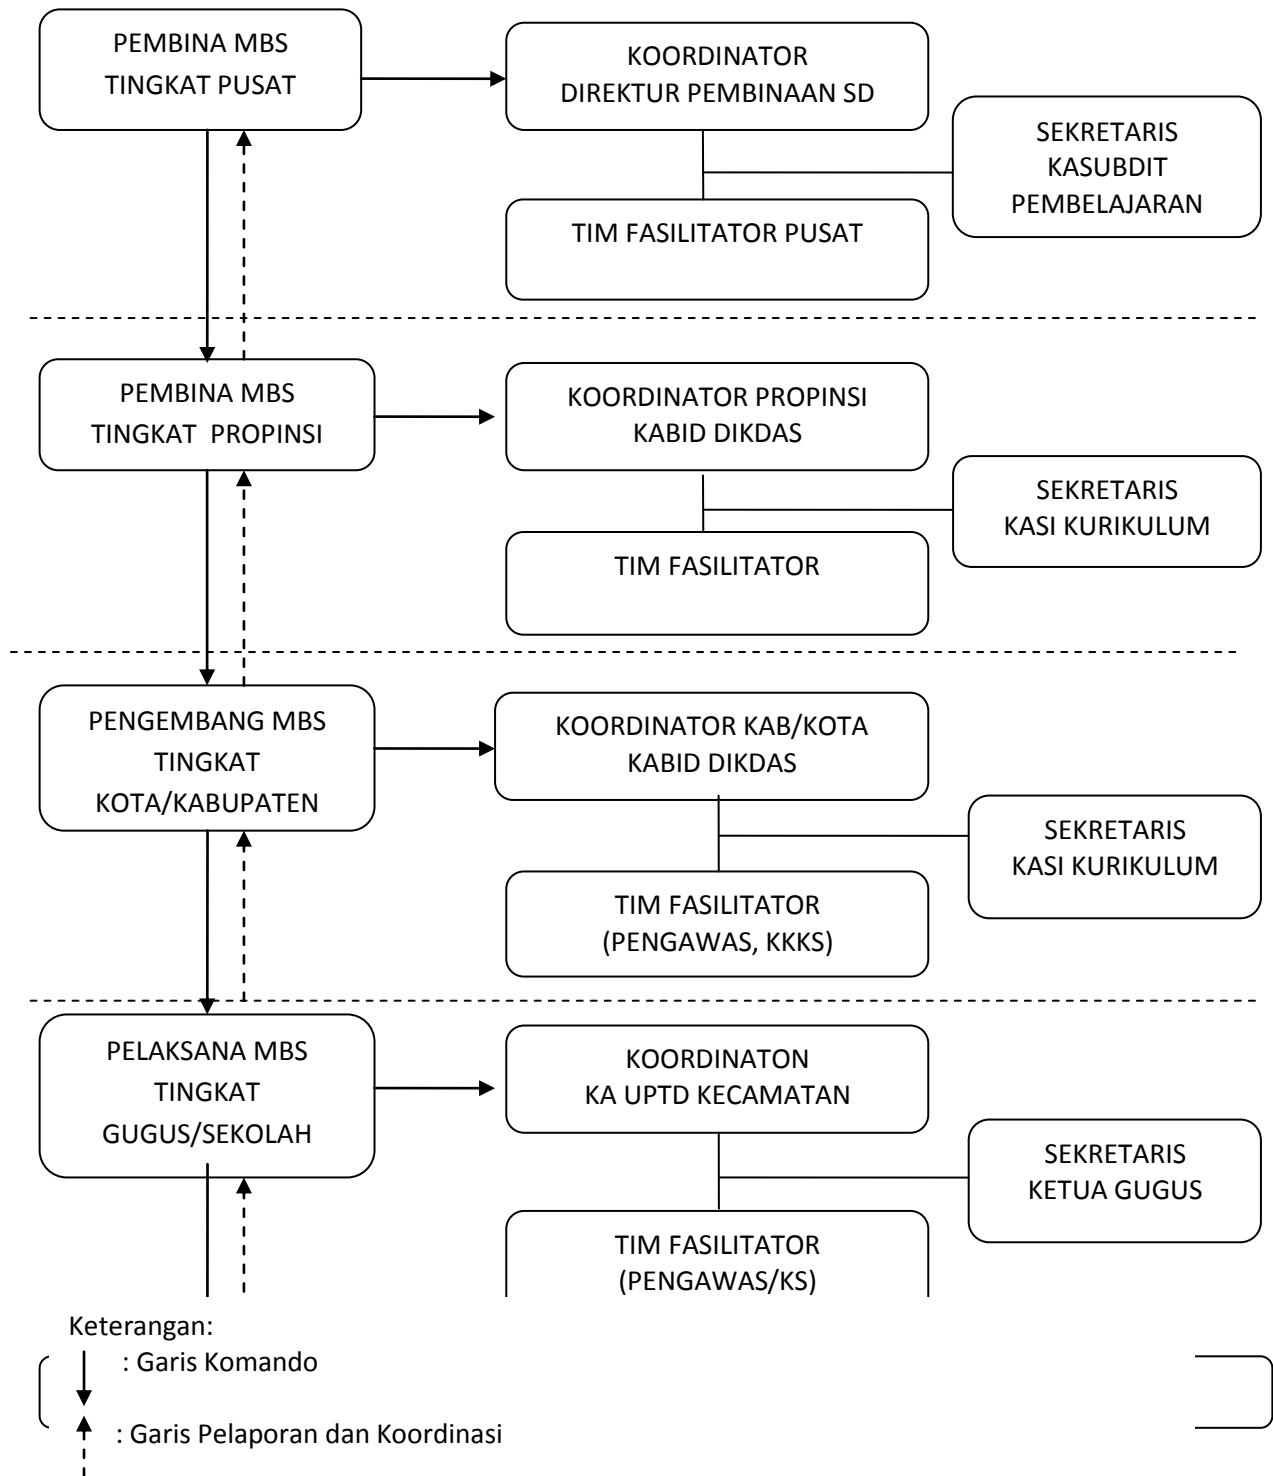 PEMBINA MBS
TINGKAT PUSAT
KOORDINATOR
DIREKTUR PEMBINAAN SD
SEKRETARIS
KASUBDIT
PEMBELAJARAN
TIM FASILITATOR PUSAT
PEMBINA MBS
TINGKAT PROPINSI
KOORDINATOR PROPINSI
KABID DIKDAS
SEKRETARIS
KASI KURIKULUM
TIM FASILITATOR
PENGEMBANG MBS
TINGKAT
KOTA/KABUPATEN
KOORDINATOR KAB/KOTA
KABID DIKDAS
SEKRETARIS
KASI KURIKULUM
TIM FASILITATOR
(PENGAWAS, KKKS)
PELAKSANA MBS
TINGKAT
GUGUS/SEKOLAH
KOORDINATON
KA UPTD KECAMATAN
SEKRETARIS
KETUA GUGUS
TIM FASILITATOR
(PENGAWAS/KS)
Keterangan:
: Garis Komando
: Garis Pelaporan dan Koordinasi